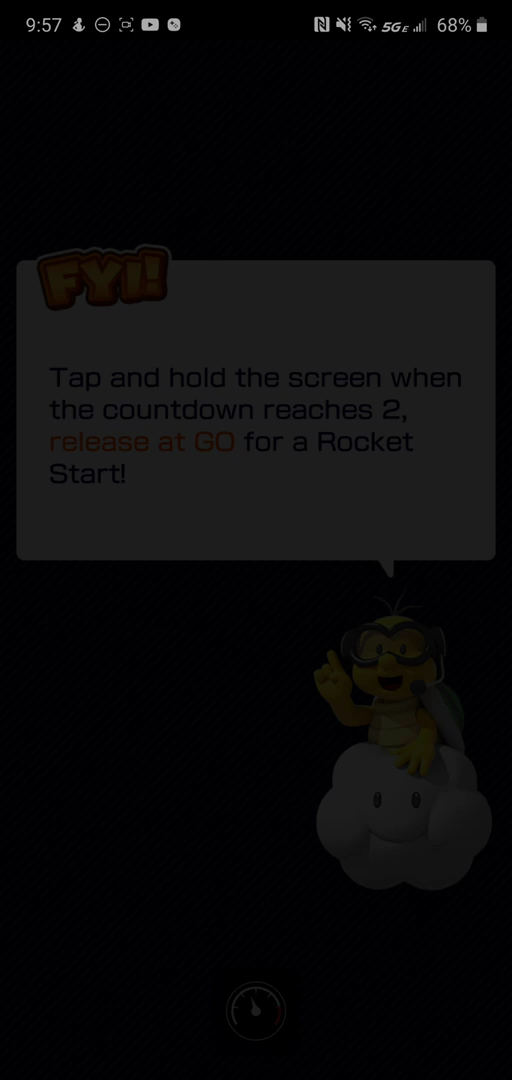 9:57 5GE 68%
FYI!
Tap and hold the screen when
the countdown reaches 2,
release at GO for a Rocket
Start!